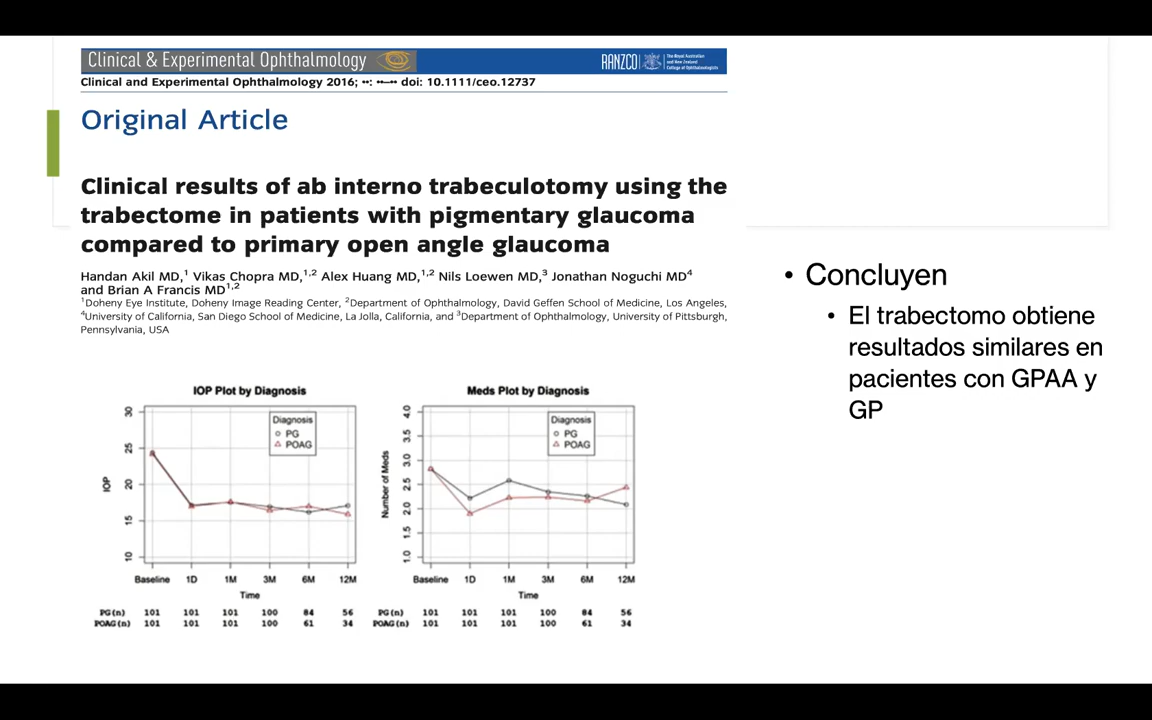 Clinical & Experimental Ophthalmology
RANZCO
The Royal Australian
and New Zealand
College of Ophthalmologists
Clinical and Experimental Ophthalmology 2016; ••: ••–•• doi: 10.1111/ceo.12737
Original Article
Clinical results of ab interno trabeculotomy using the
trabectome in patients with pigmentary glaucoma
compared to primary open angle glaucoma
Handan Akil MD,1 Vikas Chopra MD,1,2 Alex Huang MD,1,2 Nils Loewen MD,3 Jonathan Noguchi MD4
and Brian A Francis MD1,2
1Doheny Eye Institute, Doheny Image Reading Center, 2Department of Ophthalmology, David Geffen School of Medicine, Los Angeles,
4University of California, San Diego School of Medicine, La Jolla, California, and 3Department of Ophthalmology, University of Pittsburgh,
Pennsylvania, USA
• Concluyen
• El trabectomo obtiene
resultados similares en
pacientes con GPAA y
GP
IOP Plot by Diagnosis
30
25
20
15
10
IOP
Diagnosis
PG
POAG
Baseline 1D 1M 3M 6M 12M
Time
PG(n) 101 101 101 100 84 56
POAG(n) 101 101 101 100 61 34
Meds Plot by Diagnosis
4.0
3.5
3.0
2.5
2.0
1.5
1.0
Number of Meds
Diagnosis
PG
POAG
Baseline 1D 1M 3M 6M 12M
Time
PG(n) 101 101 101 100 84 56
POAG(n) 101 101 101 100 61 34